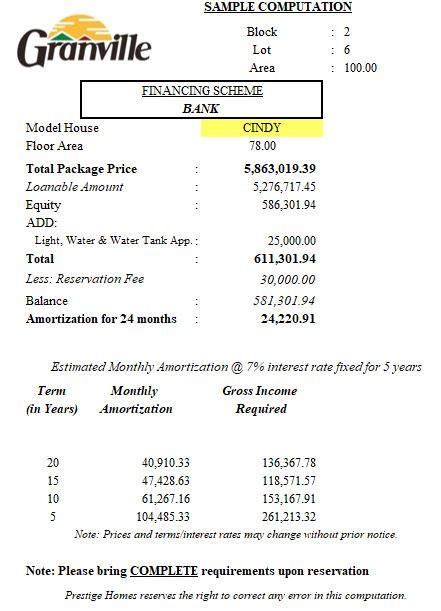 SAMPLE COMPUTATION
Granville
Block : 2
Lot : 6
Area : 100.00
FINANCING SCHEME
BANK
Model House CINDY
Floor Area 78.00
Total Package Price : 5,863,019.39
Loanable Amount : 5,276,717.45
Equity : 586,301.94
ADD:
Light, Water & Water Tank App. : 25,000.00
Total : 611,301.94
Less: Reservation Fee 30,000.00
Balance : 581,301.94
Amortization for 24 months : 24,220.91
Estimated Monthly Amortization @ 7% interest rate fixed for 5 years
Term Monthly Gross Income
(in Years) Amortization Required
20 40,910.33 136,367.78
15 47,428.63 118,571.57
10 61,267.16 153,167.91
5 104,485.33 261,213.32
Note: Prices and terms/interest rates may change without prior notice.
Note: Please bring COMPLETE requirements upon reservation
Prestige Homes reserves the right to correct any error in this computation.